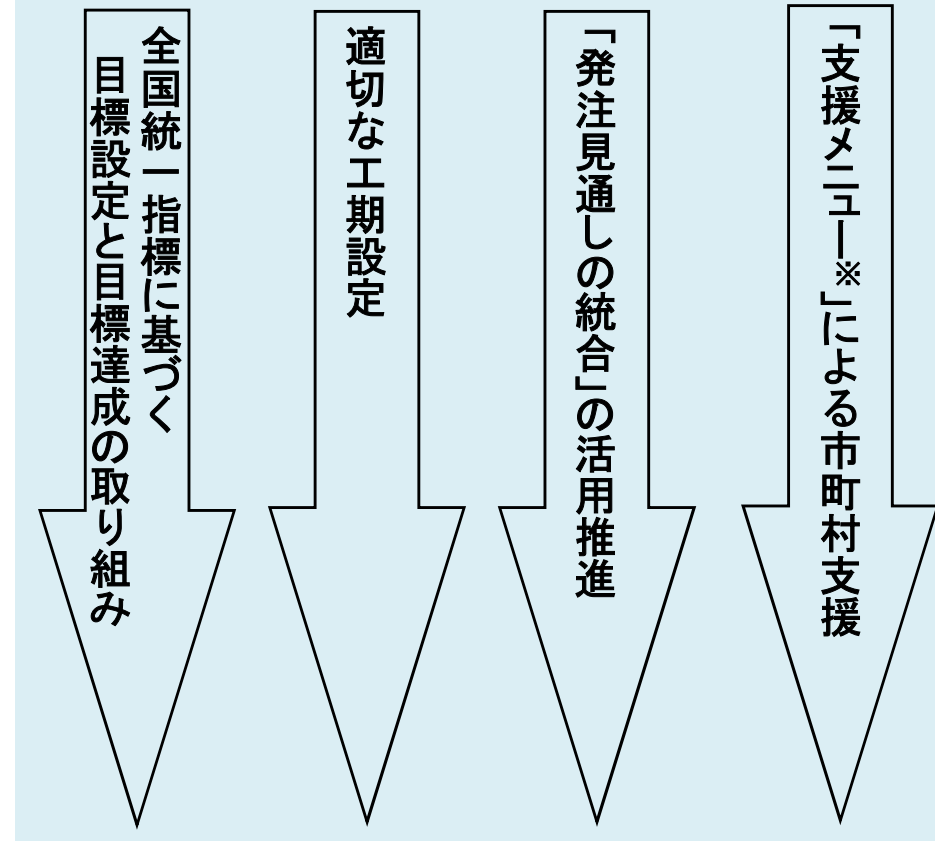 「支援メニュー※」による市町村支援
「発注見通しの統合」の活用推進
適切な工期設定
全国統一指標に基づく
目標設定と目標達成の取り組み